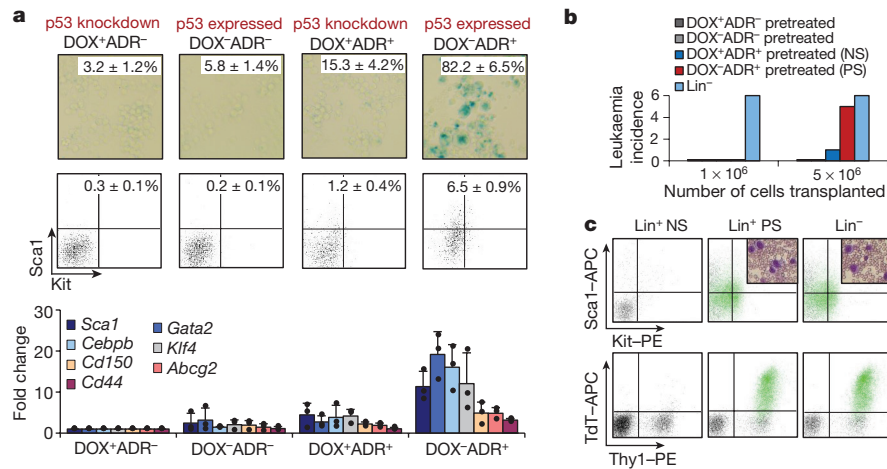 a
p53 knockdown p53 expressed p53 knockdown p53 expressed
DOX⁺ADR⁻ DOX⁻ADR⁻ DOX⁺ADR⁺ DOX⁻ADR⁺
3.2 ± 1.2% 5.8 ± 1.4% 15.3 ± 4.2% 82.2 ± 6.5%
0.3 ± 0.1% 0.2 ± 0.1% 1.2 ± 0.4% 6.5 ± 0.9%
Sca1
Kit
Fold change
30
20
10
0
Sca1
Cebpb
Cd150
Cd44
Gata2
Klf4
Abcg2
DOX⁺ADR⁻ DOX⁻ADR⁻ DOX⁺ADR⁺ DOX⁻ADR⁺
b
DOX⁺ADR⁻ pretreated
DOX⁻ADR⁻ pretreated
DOX⁺ADR⁺ pretreated (NS)
DOX⁻ADR⁺ pretreated (PS)
Lin⁻
Leukaemia
incidence
6
4
2
0
1 × 10⁶ 5 × 10⁶
Number of cells transplanted
c
Lin⁺ NS Lin⁺ PS Lin⁻
Sca1–APC
Kit–PE
TdT–APC
Thy1–PE